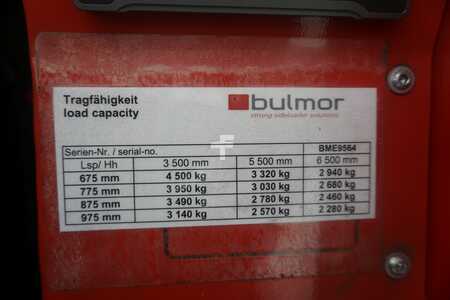 Tragfähigkeit
load capacity
bulmor
strong sideloader solutions
Serien-Nr. / serial-no. BME9564
Lsp/ Hh 3 500 mm 5 500 mm 6 500 mm
675 mm 4 500 kg 3 320 kg 2 940 kg
775 mm 3 950 kg 3 030 kg 2 680 kg
875 mm 3 490 kg 2 780 kg 2 460 kg
975 mm 3 140 kg 2 570 kg 2 280 kg